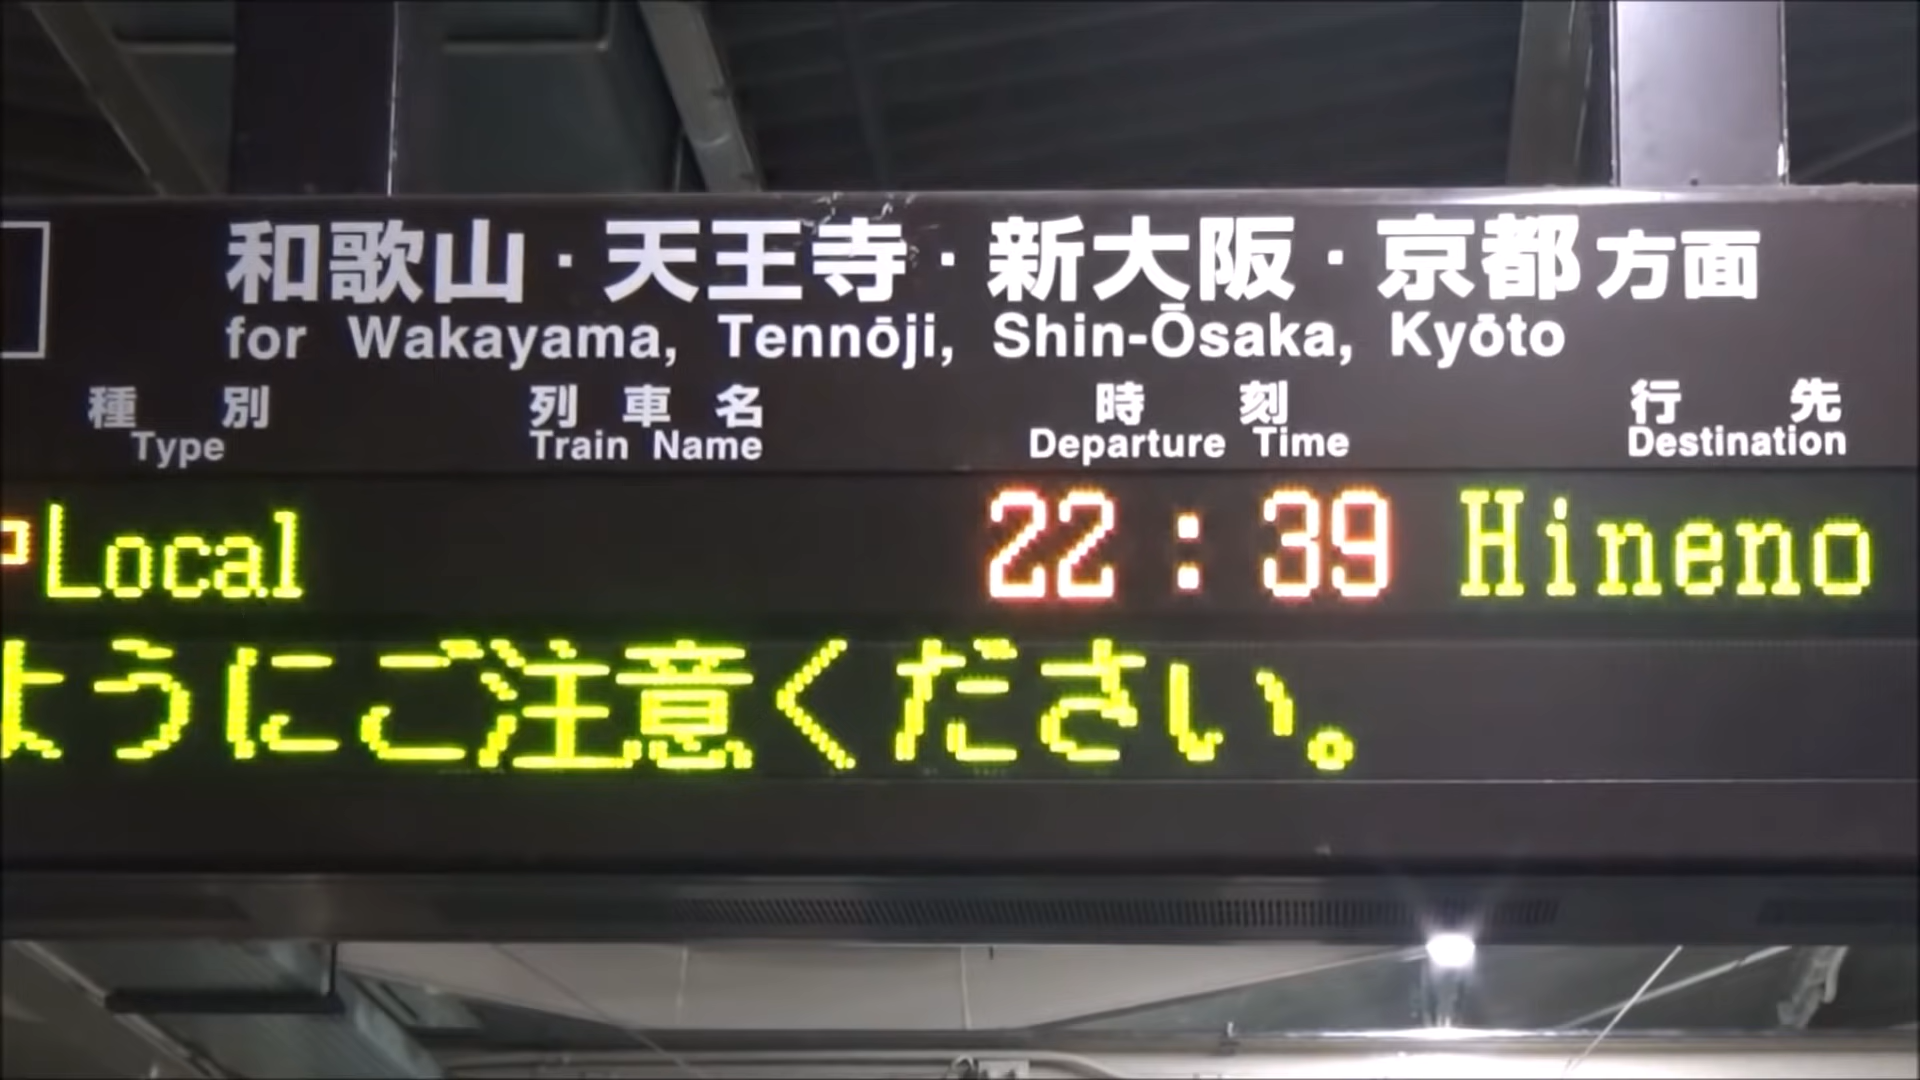 和歌山・天王寺・新大阪・京都方面
for Wakayama, Tennōji, Shin-Ōsaka, Kyōto
種別 列車名 時刻 行先
Type Train Name Departure Time Destination
Local 22:39 Hineno
ようにご注意ください。